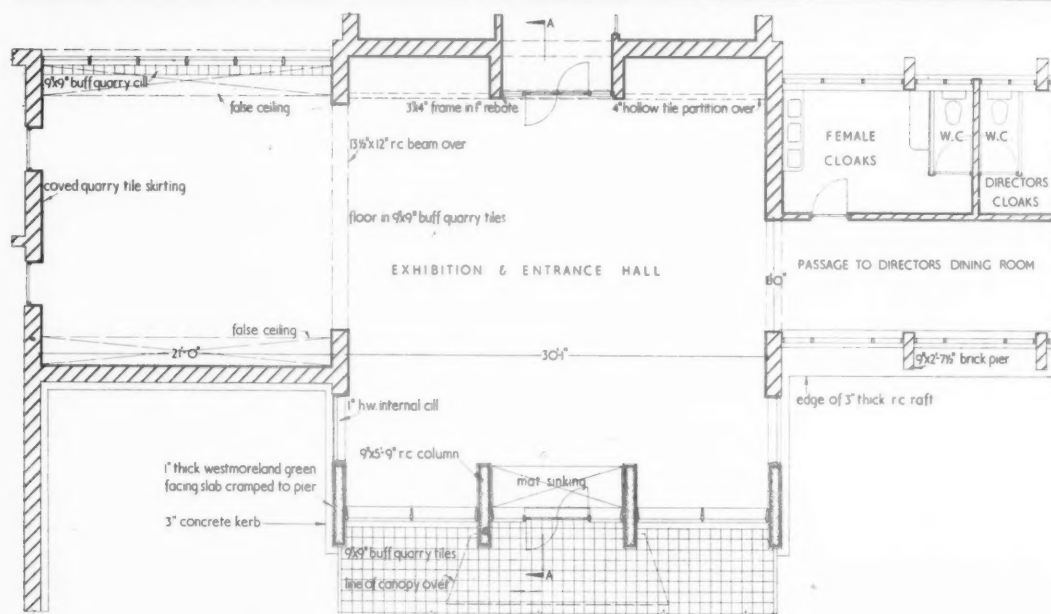 A
9"x9" buff quarry cill
false ceiling
3"x4" frame in 1" rebate
4" hollow tile partition over
13½"x12" r.c beam over
FEMALE
CLOAKS
W.C.
W.C.
DIRECTORS
CLOAKS
coved quarry tile skirting
floor in 9"x9" buff quarry tiles
EXHIBITION & ENTRANCE HALL
PASSAGE TO DIRECTORS DINING ROOM
false ceiling
21'-0"
30'-1"
9"x2'-7½" brick pier
edge of 3" thick r.c raft
1" h.w. internal cill
9"x5'-9" r.c column
1" thick westmoreland green
facing slab cramped to pier
mat sinking
3" concrete kerb
9"x9" buff quarry tiles
line of canopy over
A